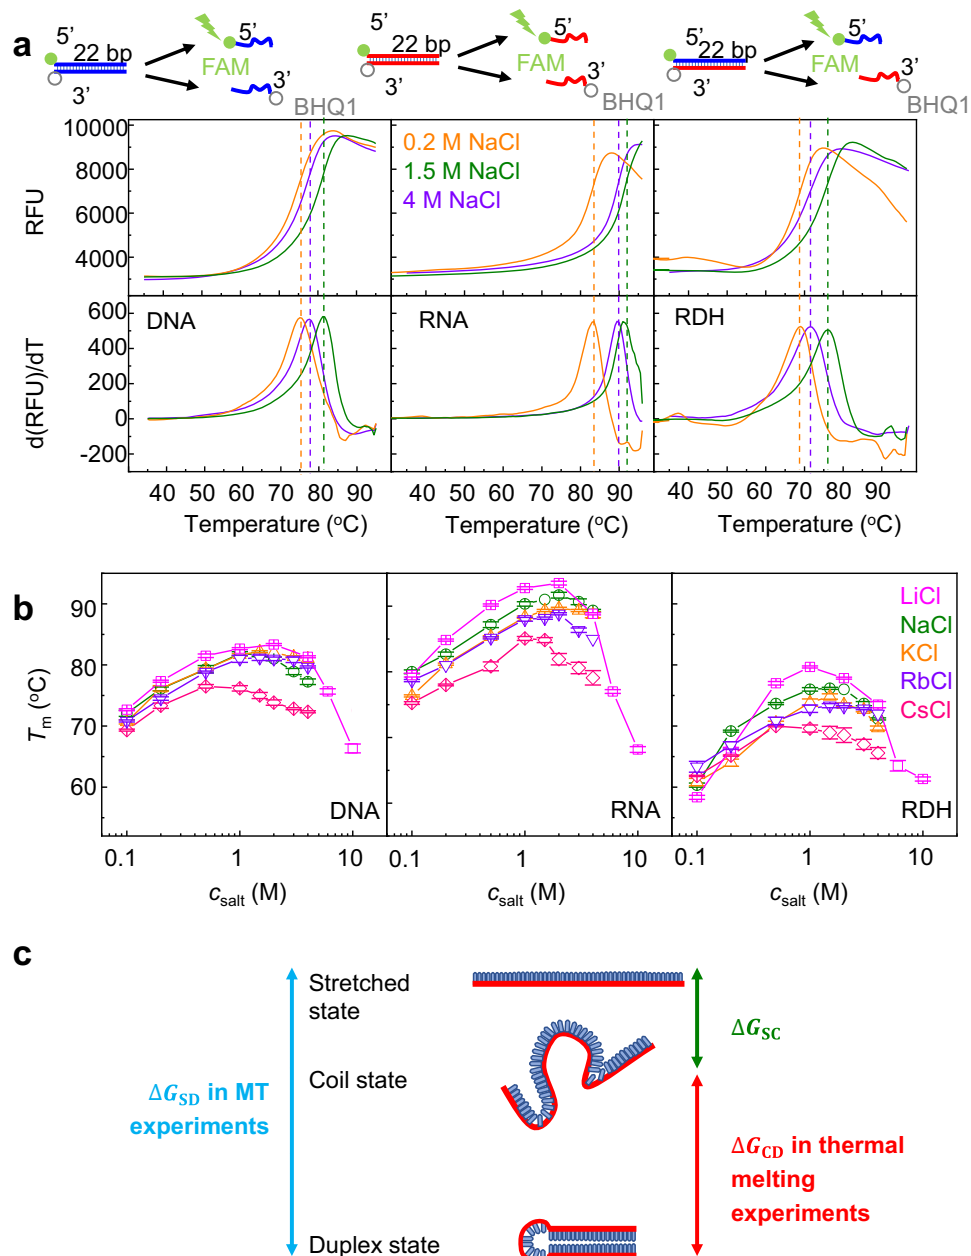 a
5’ 22 bp 5’
FAM
3’ 3’
BHQ1
5’ 22 bp 5’
FAM
3’ 3’
BHQ1
5’ 22 bp 5’
FAM
3’ 3’
BHQ1
10000
8000
6000
4000
RFU
0.2 M NaCl
1.5 M NaCl
4 M NaCl
600
400
200
0
-200
d(RFU)/dT
DNA
RNA
RDH
40 50 60 70 80 90
40 50 60 70 80 90
40 50 60 70 80 90
Temperature (oC)
Temperature (oC)
Temperature (oC)
b
90
80
70
60
Tm (oC)
LiCl
NaCl
KCl
RbCl
CsCl
DNA
RNA
RDH
0.1 1 10
0.1 1 10
0.1 1 10
csalt (M)
csalt (M)
csalt (M)
c
Stretched
state
ΔGSC
Coil state
ΔGSD in MT
experiments
ΔGCD in thermal
melting
experiments
Duplex state